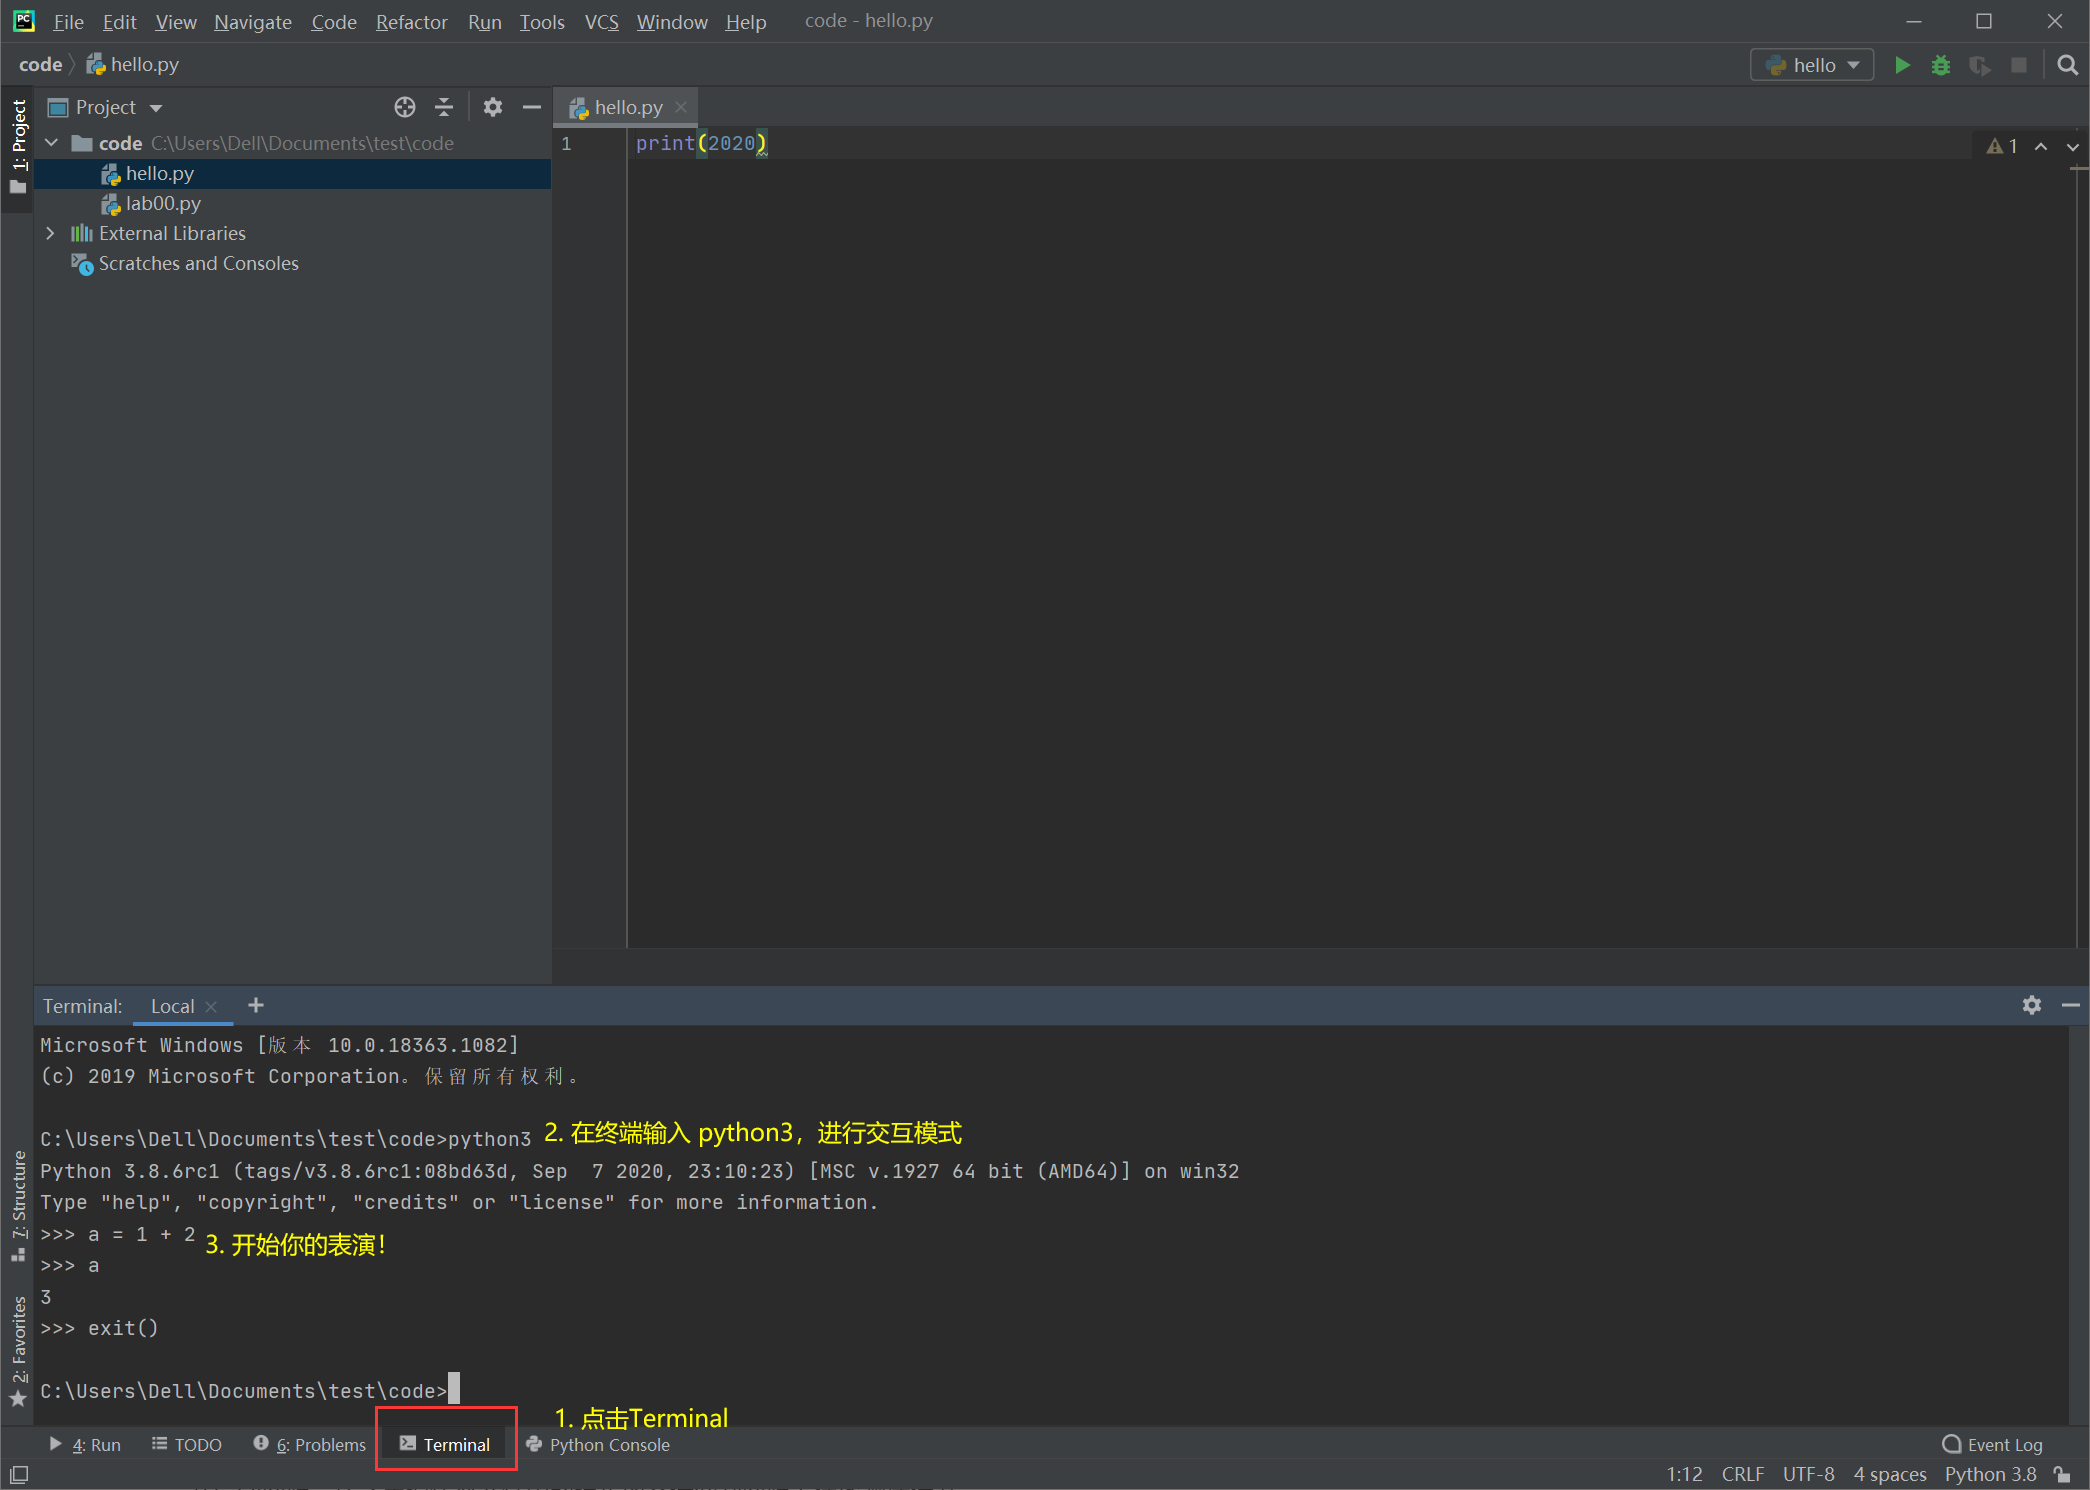 File Edit View Navigate Code Refactor Run Tools VCS Window Help code - hello.py
code hello.py
hello
1: Project
Project
hello.py
code C:\Users\Dell\Documents\test\code
hello.py
lab00.py
External Libraries
Scratches and Consoles
1 print(2020)
1
Terminal: Local
Microsoft Windows [版本 10.0.18363.1082]
(c) 2019 Microsoft Corporation。保留所有权利。
C:\Users\Dell\Documents\test\code>python3
2. 在终端输入 python3，进行交互模式
Python 3.8.6rc1 (tags/v3.8.6rc1:08bd63d, Sep  7 2020, 23:10:23) [MSC v.1927 64 bit (AMD64)] on win32
Type "help", "copyright", "credits" or "license" for more information.
>>> a = 1 + 2
3. 开始你的表演！
>>> a
3
>>> exit()
C:\Users\Dell\Documents\test\code>
7: Structure
2: Favorites
1. 点击Terminal
4: Run TODO 6: Problems Terminal Python Console Event Log
1:12 CRLF UTF-8 4 spaces Python 3.8